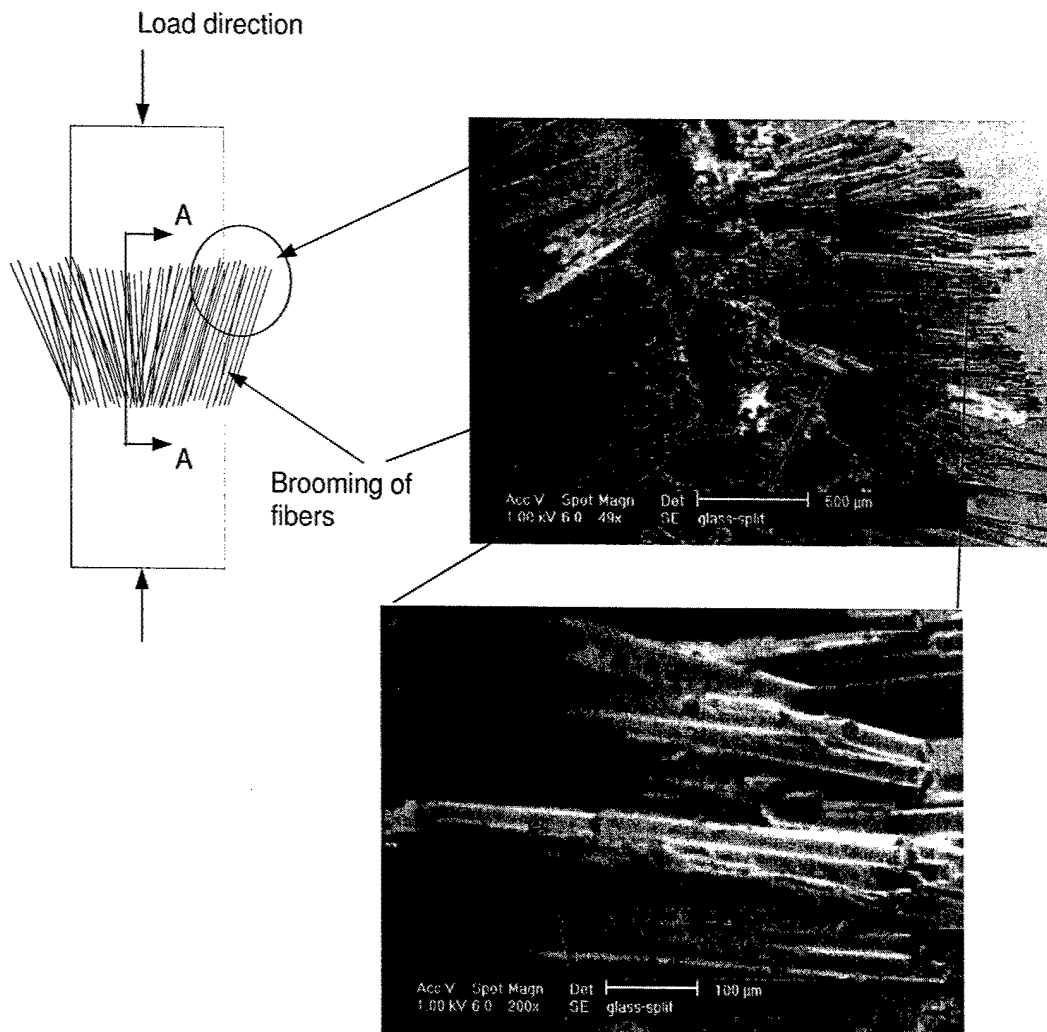 Load direction
A
A
Brooming of
fibers
Acc V Spot Magn Det 500 µm
1.00 kV 6.0 49x SE glass-split
Acc V Spot Magn Det 100 µm
1.00 kV 6.0 200x SE glass-split